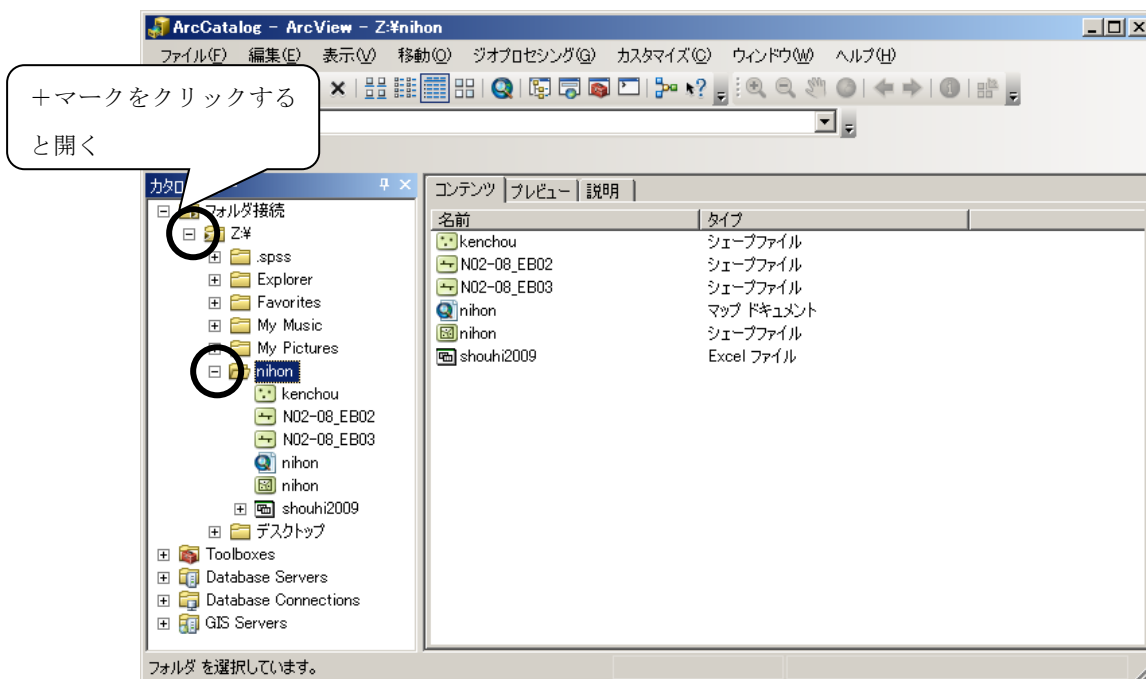 ArcCatalog - ArcView - Z:¥nihon
ファイル(F) 編集(E) 表示(V) 移動(O) ジオプロセシング(G) カスタマイズ(C) ウィンドウ(W) ヘルプ(H)
+マークをクリックする
と開く
カタロ
フォルダ接続
Z:¥
.spss
Explorer
Favorites
My Music
My Pictures
nihon
kenchou
N02-08_EB02
N02-08_EB03
nihon
nihon
shouhi2009
デスクトップ
Toolboxes
Database Servers
Database Connections
GIS Servers
コンテンツ プレビュー 説明
名前 タイプ
kenchou シェープファイル
N02-08_EB02 シェープファイル
N02-08_EB03 シェープファイル
nihon マップ ドキュメント
nihon シェープファイル
shouhi2009 Excel ファイル
フォルダ を選択しています。